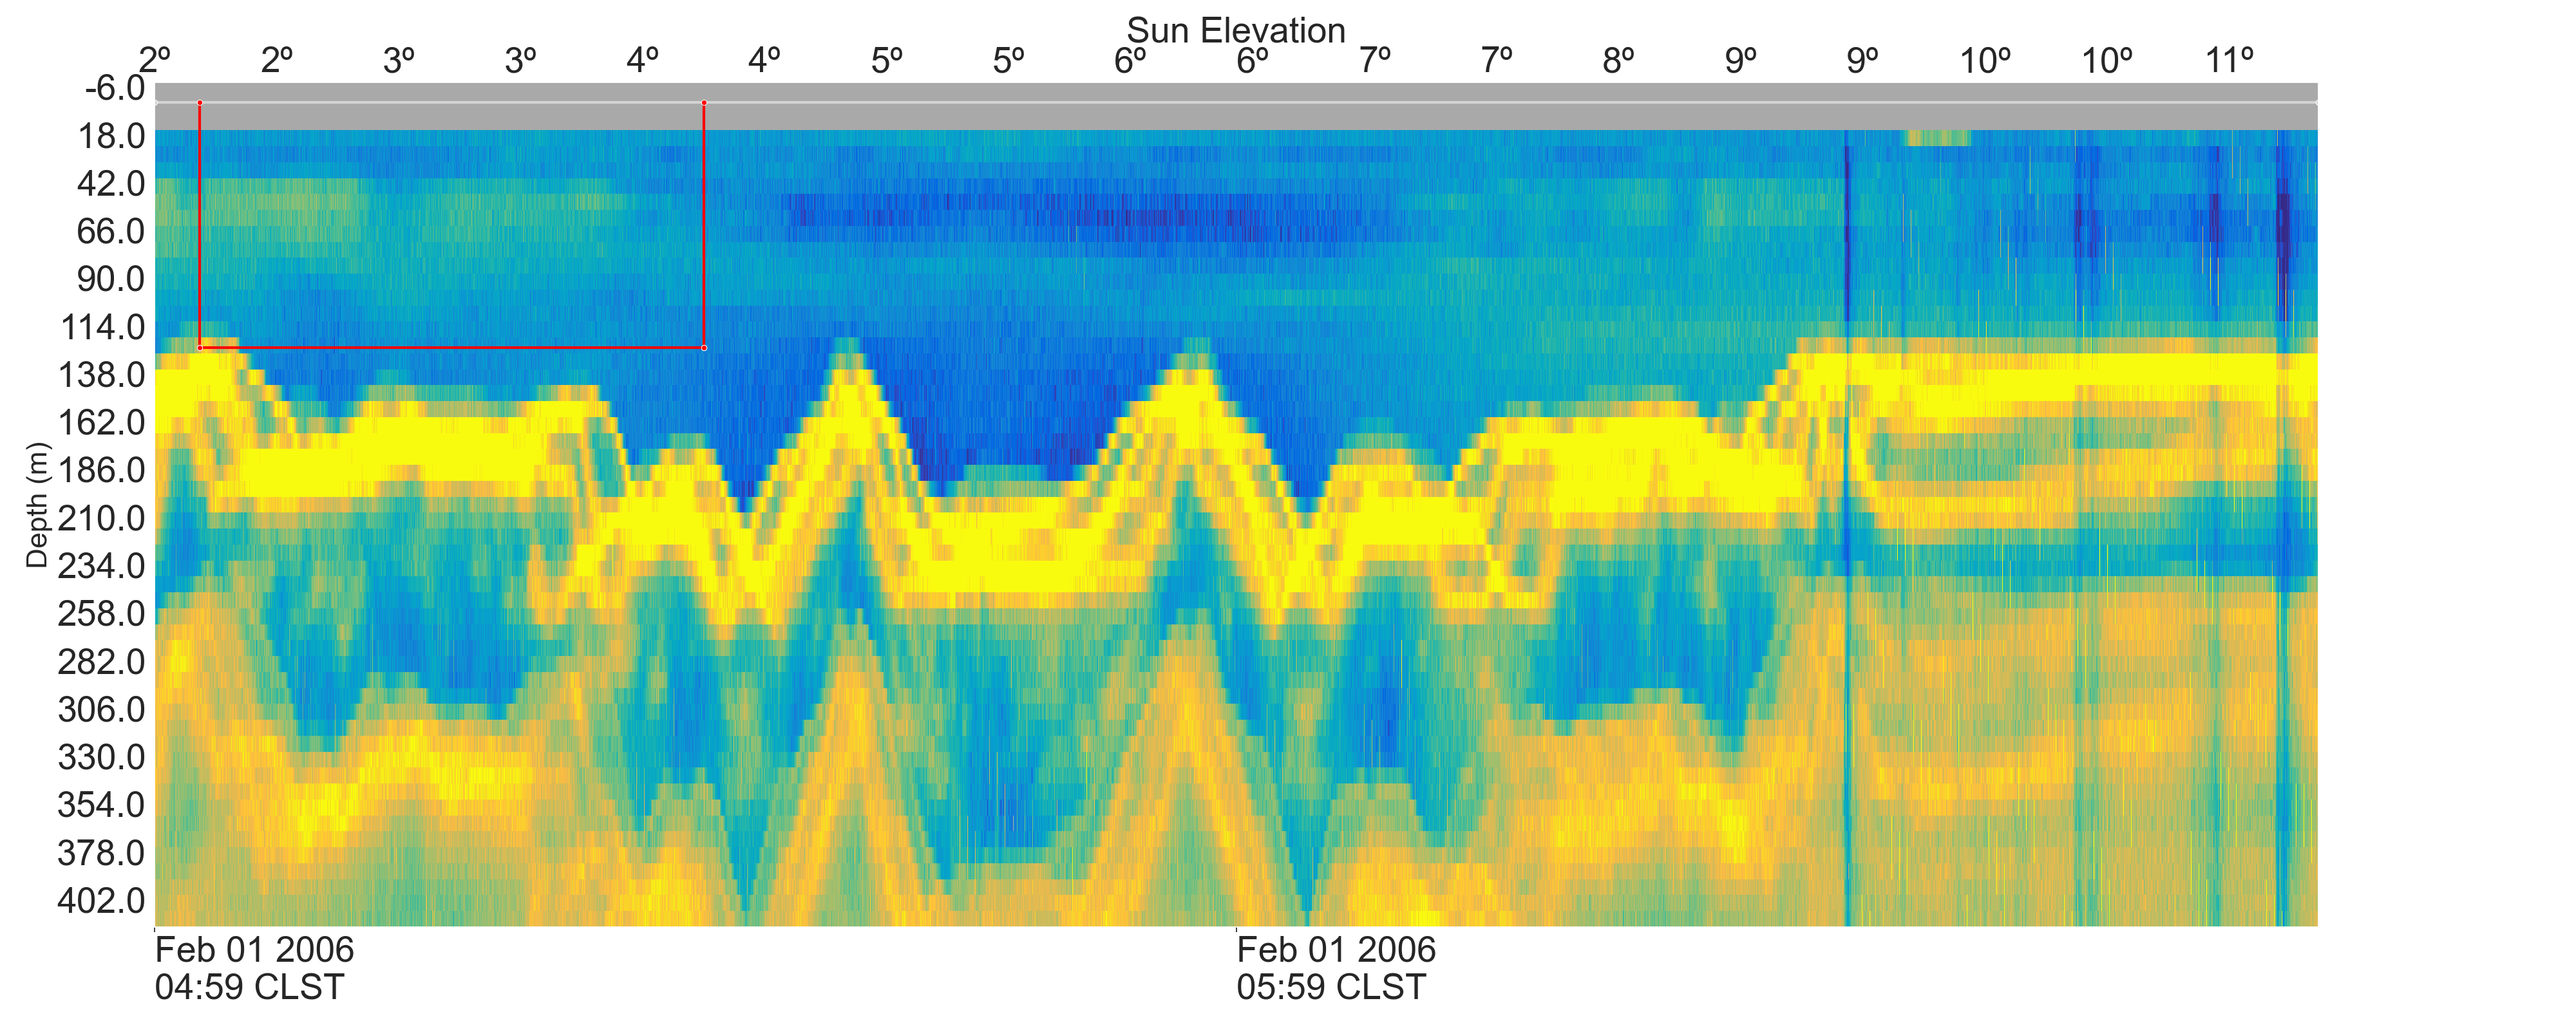 Sun Elevation
2º 2º 3º 3º 4º 4º 5º 5º 6º 6º 7º 7º 8º 9º 9º 10º 10º 11º
-6.0
18.0
42.0
66.0
90.0
114.0
138.0
162.0
186.0
210.0
234.0
258.0
282.0
306.0
330.0
354.0
378.0
402.0
Depth (m)
Feb 01 2006
04:59 CLST
Feb 01 2006
05:59 CLST